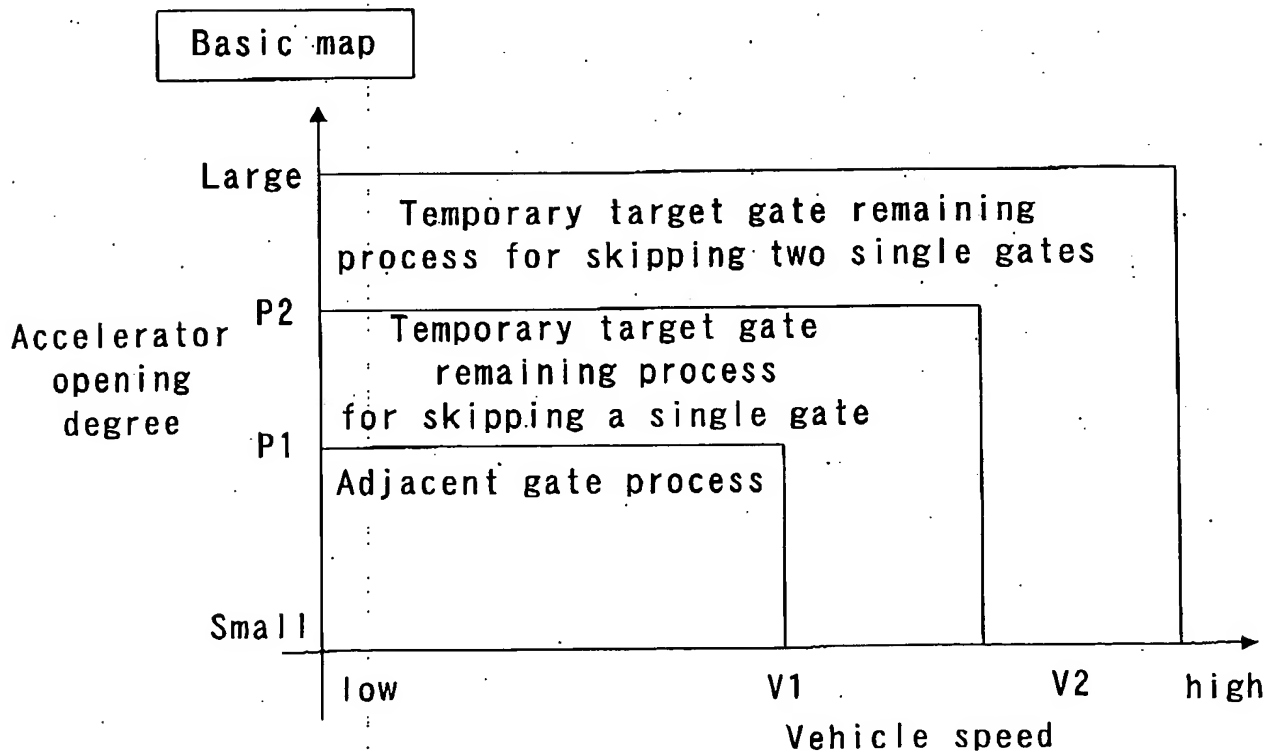 Basic map
Large
Temporary target gate remaining
process for skipping two single gates
P2
Temporary target gate
remaining process
for skipping a single gate
Accelerator
opening
degree
P1
Adjacent gate process
Small
low
V1
V2
high
Vehicle speed